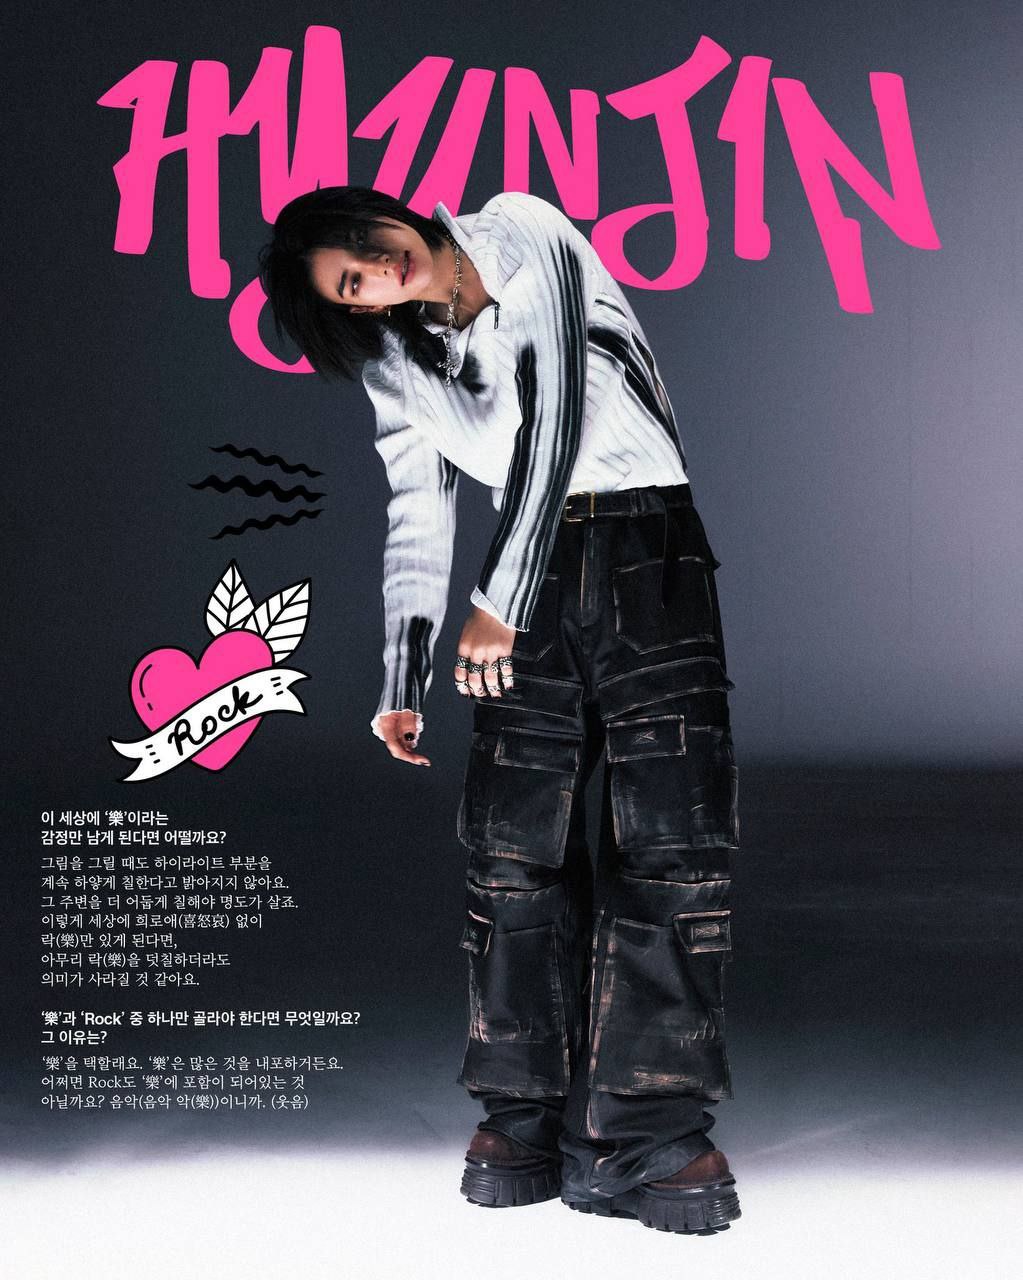 HYUNJIN
Rock
이 세상에 ‘樂’이라는
감정만 남게 된다면 어떨까요?
그림을 그릴 때도 하이라이트 부분을
계속 하얗게 칠한다고 밝아지지 않아요.
그 주변을 더 어둡게 칠해야 명도가 살죠.
이렇게 세상에 희로애(喜怒哀) 없이
락(樂)만 있게 된다면,
아무리 락(樂)을 덧칠하더라도
의미가 사라질 것 같아요.
‘樂’과 ‘Rock’ 중 하나만 골라야 한다면 무엇일까요?
그 이유는?
‘樂’을 택할래요. ‘樂’은 많은 것을 내포하거든요.
어쩌면 Rock도 ‘樂’에 포함이 되어있는 것
아닐까요? 음악(음악 악(樂))이니까. (웃음)